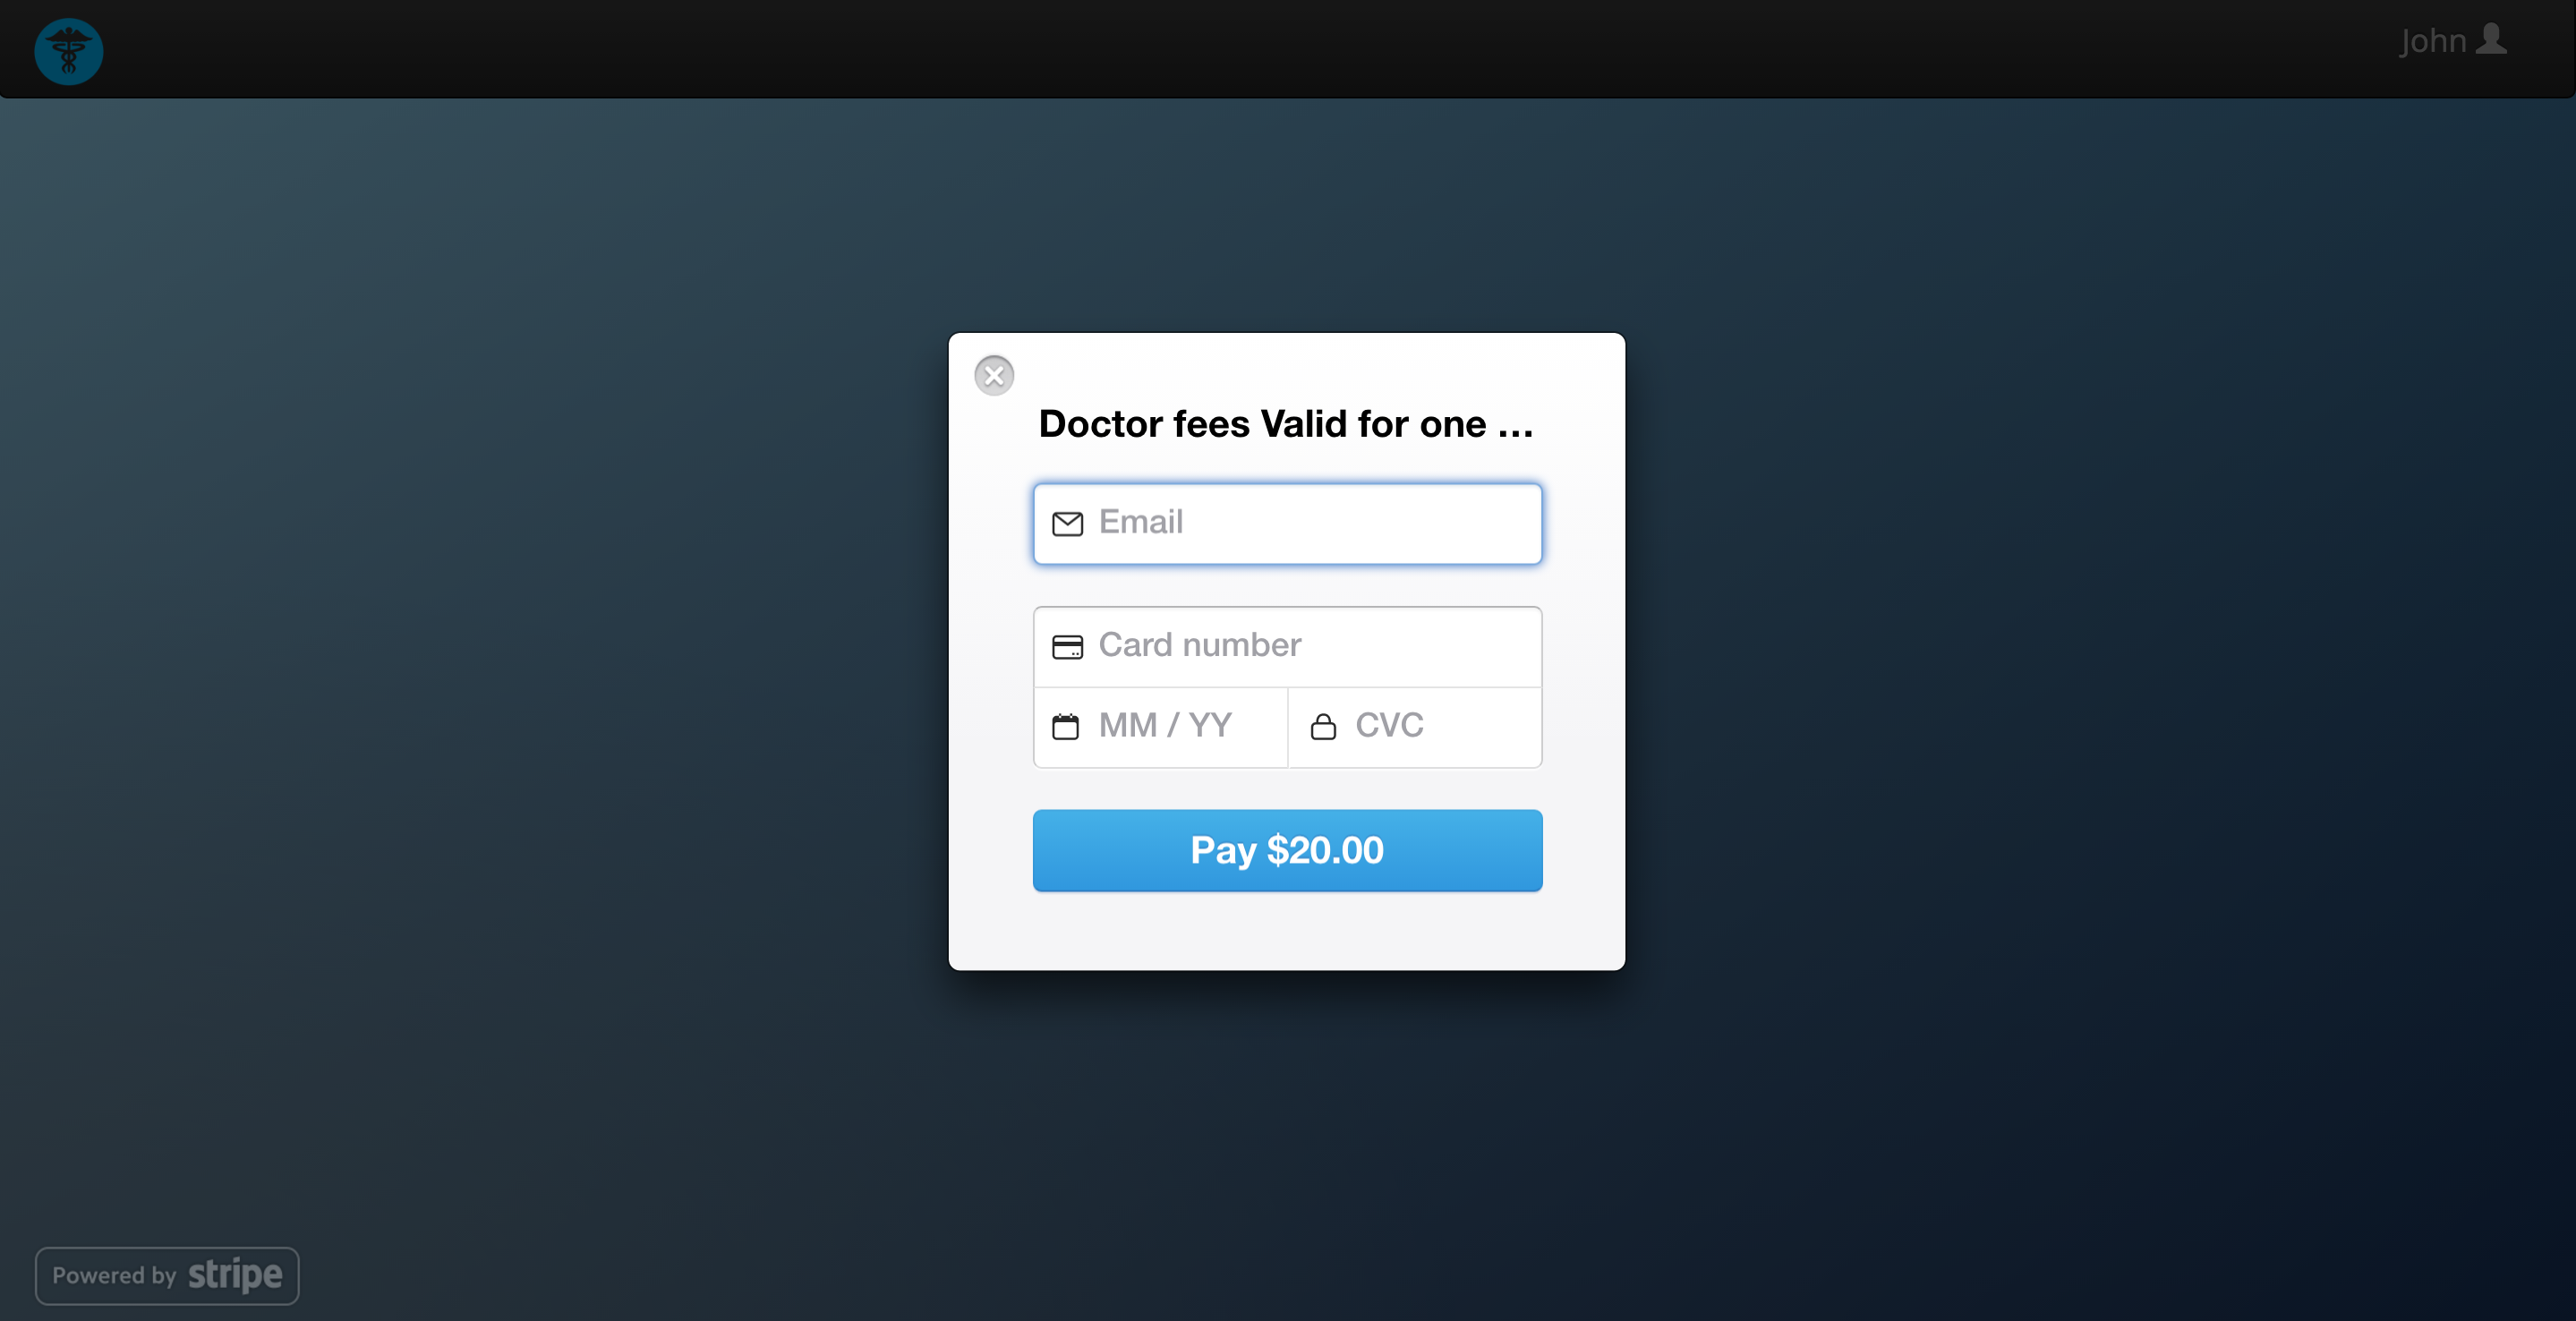 John
Doctor fees Valid for one ...
Email
Card number
MM / YY
CVC
Pay $20.00
Powered by stripe